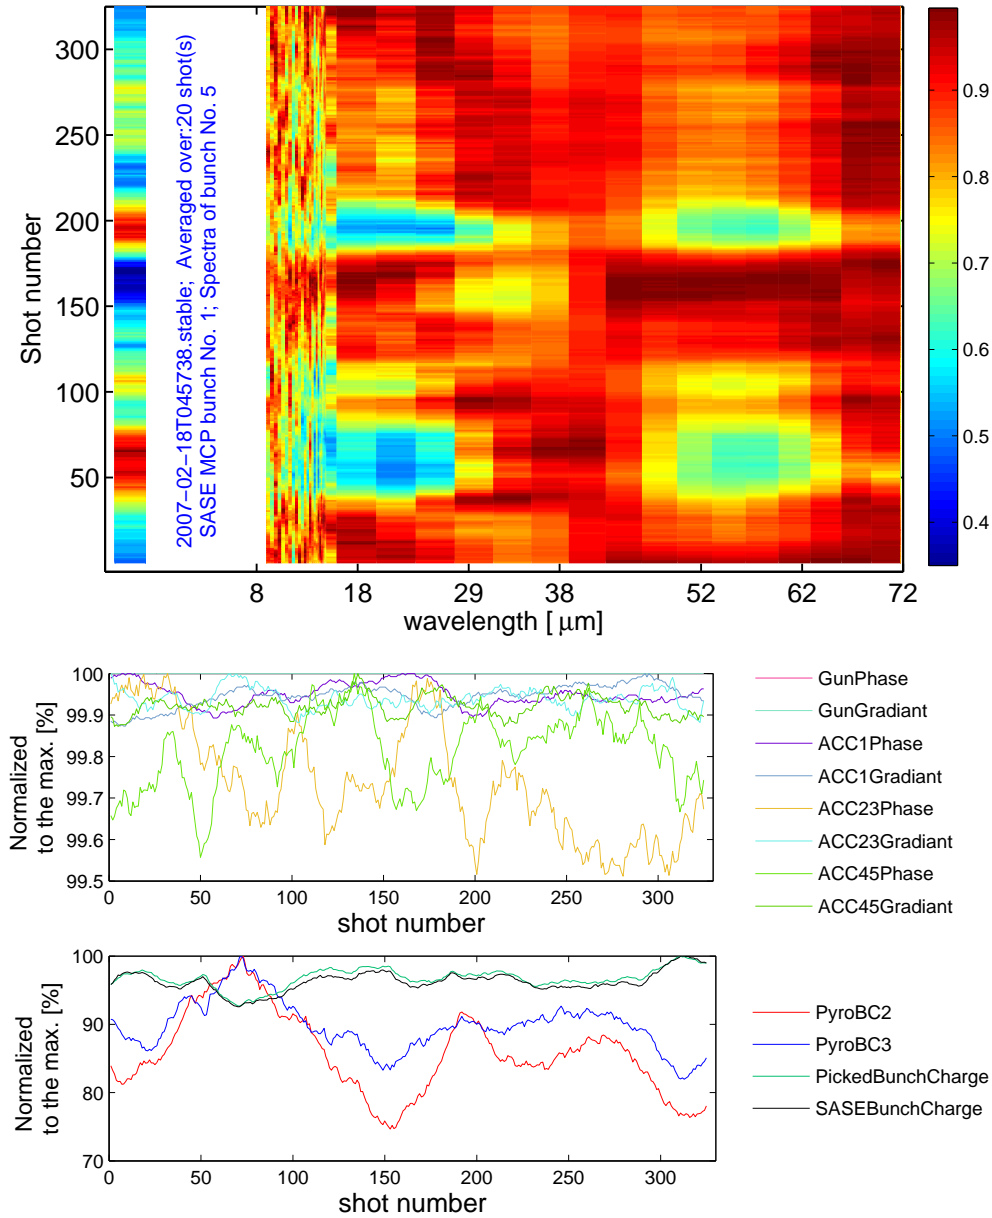 300
250
200
150
100
50
Shot number
2007−02−18T045738.stable;  Averaged over:20 shot(s)
SASE MCP bunch No. 1; Spectra of bunch No. 5
8
18
29
38
52
62
72
wavelength [ μm]
0.9
0.8
0.7
0.6
0.5
0.4
100
99.9
99.8
99.7
99.6
99.5
Normalized
to the max. [%]
0
50
100
150
200
250
300
shot number
GunPhase
GunGradiant
ACC1Phase
ACC1Gradiant
ACC23Phase
ACC23Gradiant
ACC45Phase
ACC45Gradiant
100
90
80
70
Normalized
to the max. [%]
0
50
100
150
200
250
300
shot number
PyroBC2
PyroBC3
PickedBunchCharge
SASEBunchCharge